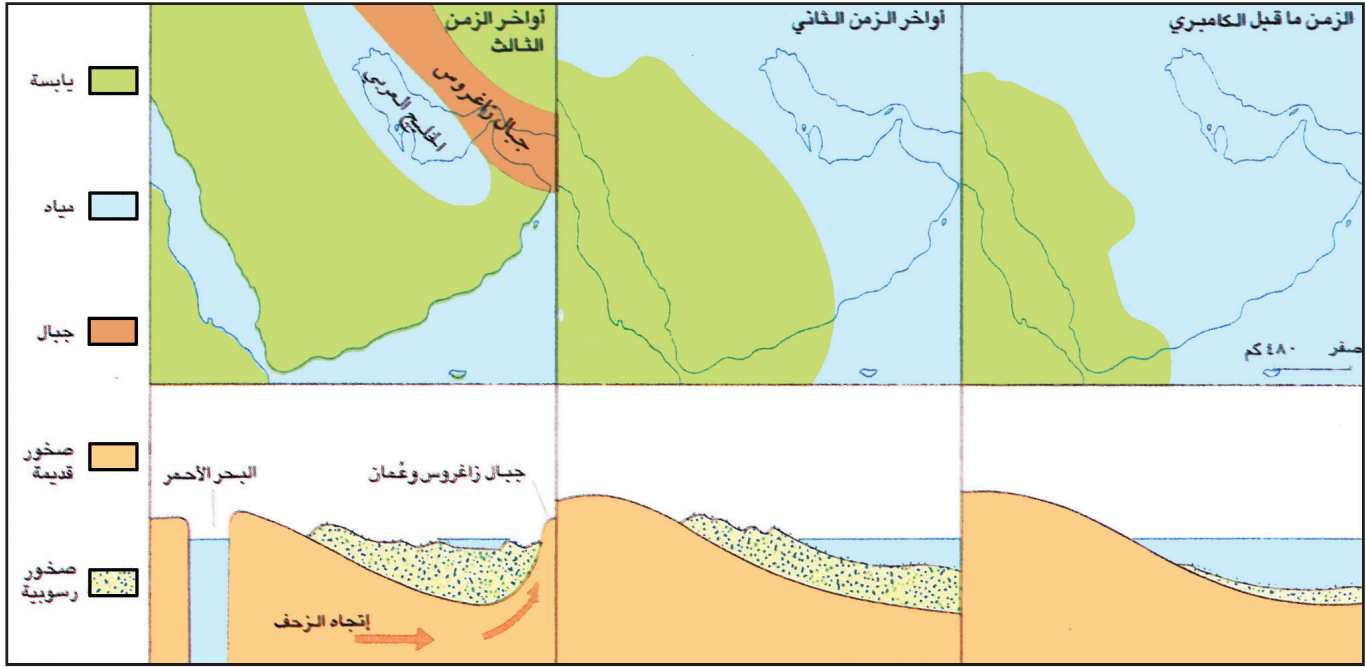 الزمن ما قبل الكامبري
أواخر الزمن الثاني
أواخر الزمن
الثالث
جبال زاغروس
الخليج العربي
صفر ٤٨٠ كم
يابسة
مياه
جبال
صخور
قديمة
صخور
رسوبية
جبال زاغروس وعُمان
البحر الأحمر
إتجاه الزحف